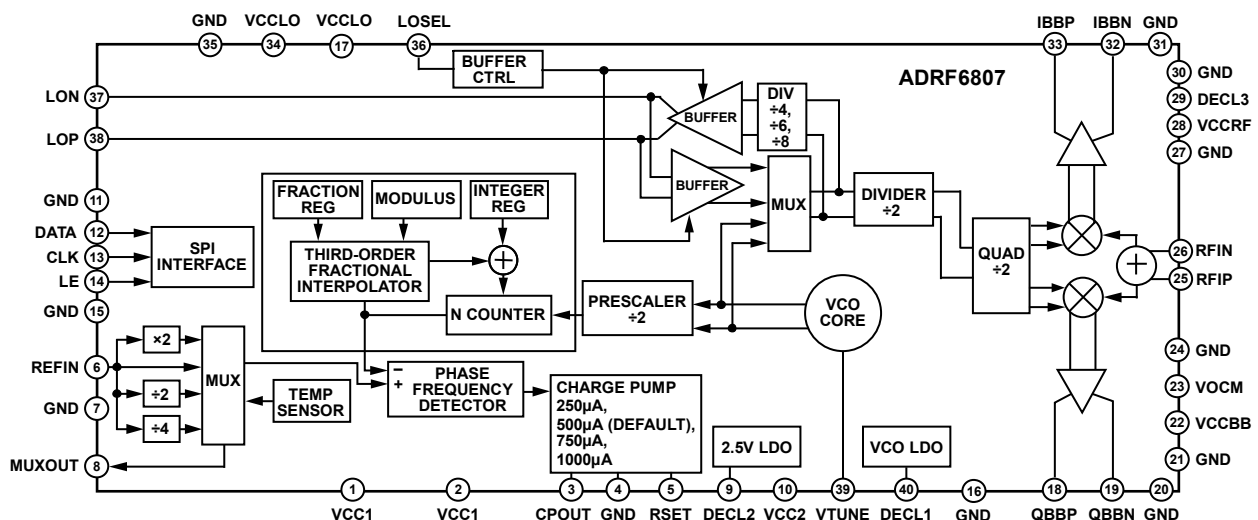 GND VCCLO VCCLO LOSEL IBBP IBBN GND
35 34 17 36 33 32 31
BUFFER
CTRL
ADRF6807
30 GND
29 DECL3
28 VCCRF
27 GND
LON 37
LOP 38
BUFFER
DIV
÷4,
÷6,
÷8
BUFFER
MUX
DIVIDER
÷2
QUAD
÷2
+
26 RFIN
25 RFIP
GND
11
DATA 12
CLK 13
LE 14
GND
15
SPI
INTERFACE
FRACTION
REG
MODULUS
INTEGER
REG
THIRD-ORDER
FRACTIONAL
INTERPOLATOR
+
N COUNTER
PRESCALER
÷2
VCO
CORE
REFIN 6
GND
7
MUXOUT 8
×2
÷2
÷4
MUX
TEMP
SENSOR
−
+
PHASE
FREQUENCY
DETECTOR
CHARGE PUMP
250µA,
500µA (DEFAULT),
750µA,
1000µA
2.5V LDO
VCO LDO
24 GND
23 VOCM
22 VCCBB
21 GND
1 2 3 4 5 9 10 39 40 16 18 19 20
VCC1 VCC1 CPOUT GND RSET DECL2 VCC2 VTUNE DECL1 GND QBBP QBBN GND